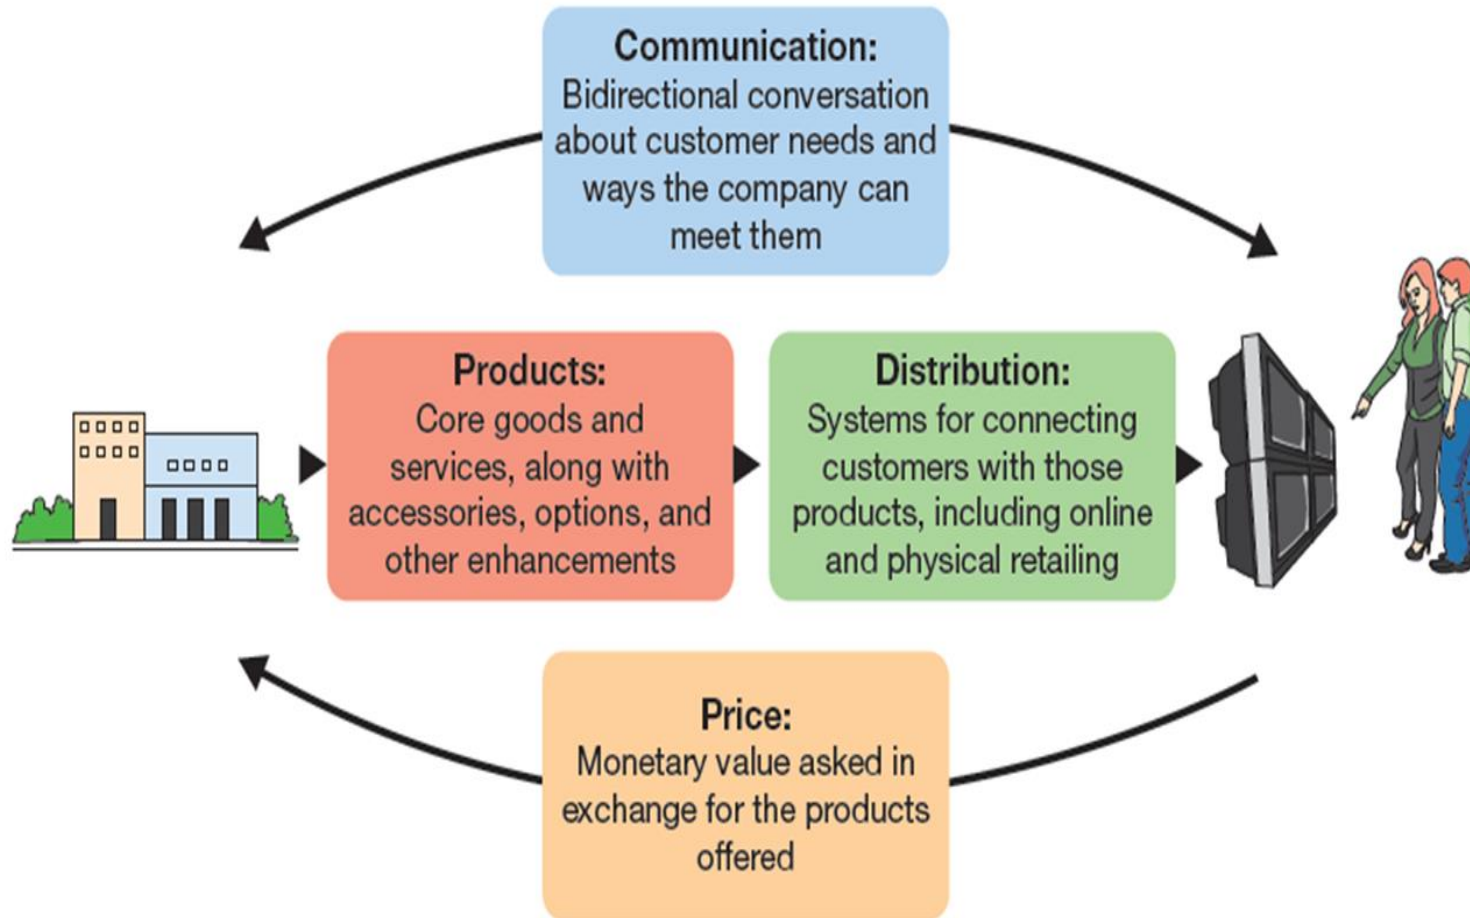 Communication:
Bidirectional conversation
about customer needs and
ways the company can
meet them
Products:
Core goods and
services, along with
accessories, options, and
other enhancements
Distribution:
Systems for connecting
customers with those
products, including online
and physical retailing
Price:
Monetary value asked in
exchange for the products
offered